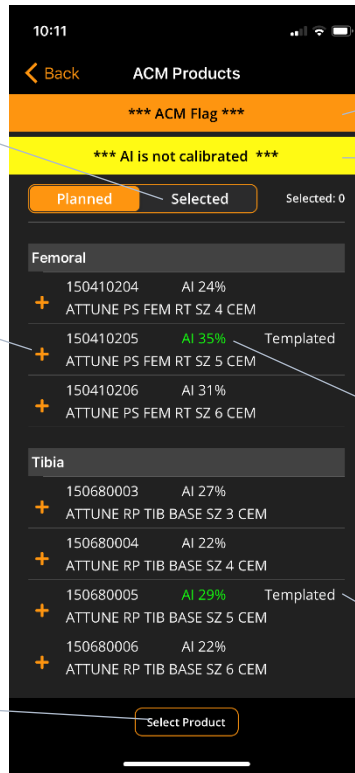 10:11
Back ACM Products
*** ACM Flag ***
*** AI is not calibrated ***
Planned Selected Selected: 0
Femoral
150410204 AI 24%
+ ATTUNE PS FEM RT SZ 4 CEM
150410205 AI 35% Templated
+ ATTUNE PS FEM RT SZ 5 CEM
150410206 AI 31%
+ ATTUNE PS FEM RT SZ 6 CEM
Tibia
150680003 AI 27%
+ ATTUNE RP TIB BASE SZ 3 CEM
150680004 AI 22%
+ ATTUNE RP TIB BASE SZ 4 CEM
150680005 AI 29% Templated
+ ATTUNE RP TIB BASE SZ 5 CEM
150680006 AI 22%
+ ATTUNE RP TIB BASE SZ 6 CEM
Select Product